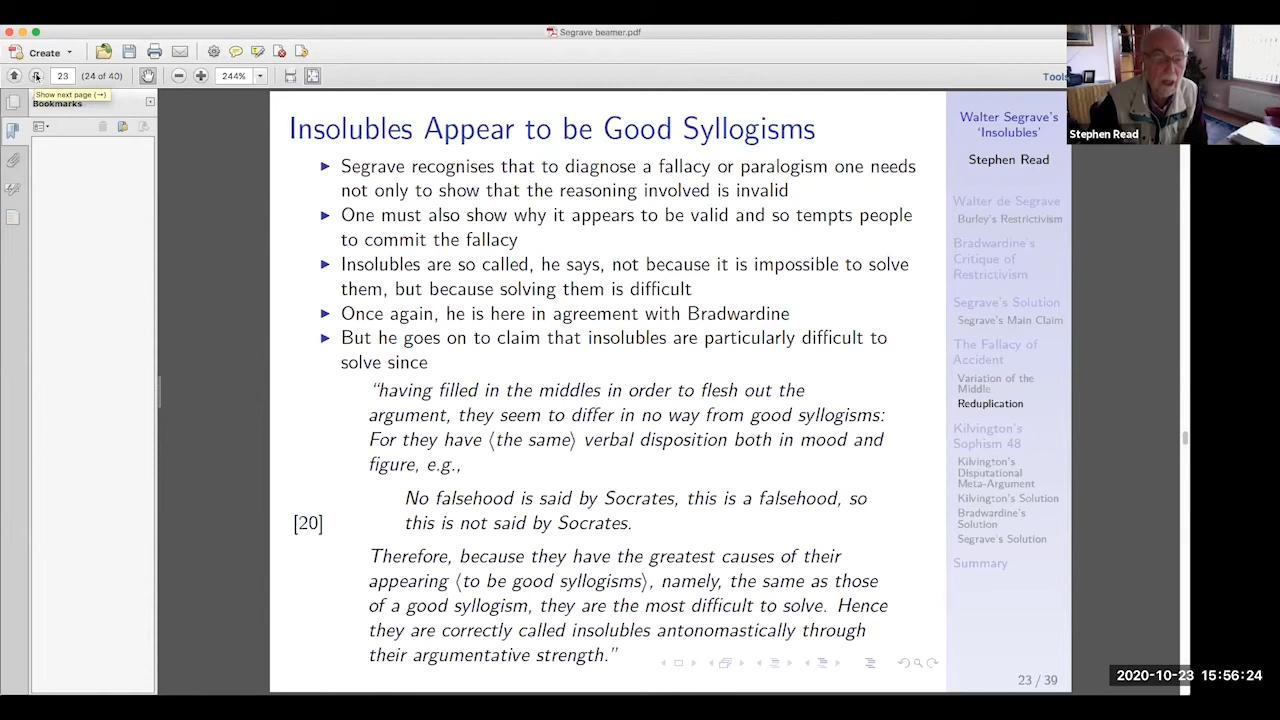 Segrave beamer.pdf
Create
23 (24 of 40) 244% Tools
Show next page (→)
Bookmarks
Insolubles Appear to be Good Syllogisms
Segrave recognises that to diagnose a fallacy or paralogism one needs
not only to show that the reasoning involved is invalid
One must also show why it appears to be valid and so tempts people
to commit the fallacy
Insolubles are so called, he says, not because it is impossible to solve
them, but because solving them is difficult
Once again, he is here in agreement with Bradwardine
But he goes on to claim that insolubles are particularly difficult to
solve since
“having filled in the middles in order to flesh out the
argument, they seem to differ in no way from good syllogisms:
For they have ⟨the same⟩ verbal disposition both in mood and
figure, e.g.,
No falsehood is said by Socrates, this is a falsehood, so
[20] this is not said by Socrates.
Therefore, because they have the greatest causes of their
appearing ⟨to be good syllogisms⟩, namely, the same as those
of a good syllogism, they are the most difficult to solve. Hence
they are correctly called insolubles antonomastically through
their argumentative strength.”
Walter Segrave's
‘Insolubles’
Stephen Read
Walter de Segrave
Burley's Restrictivism
Bradwardine's
Critique of
Restrictivism
Segrave's Solution
Segrave's Main Claim
The Fallacy of
Accident
Variation of the
Middle
Reduplication
Kilvington's
Sophism 48
Kilvington's
Disputational
Meta-Argument
Kilvington's Solution
Bradwardine's
Solution
Segrave's Solution
Summary
23 / 39
Stephen Read
2020-10-23 15:56:24